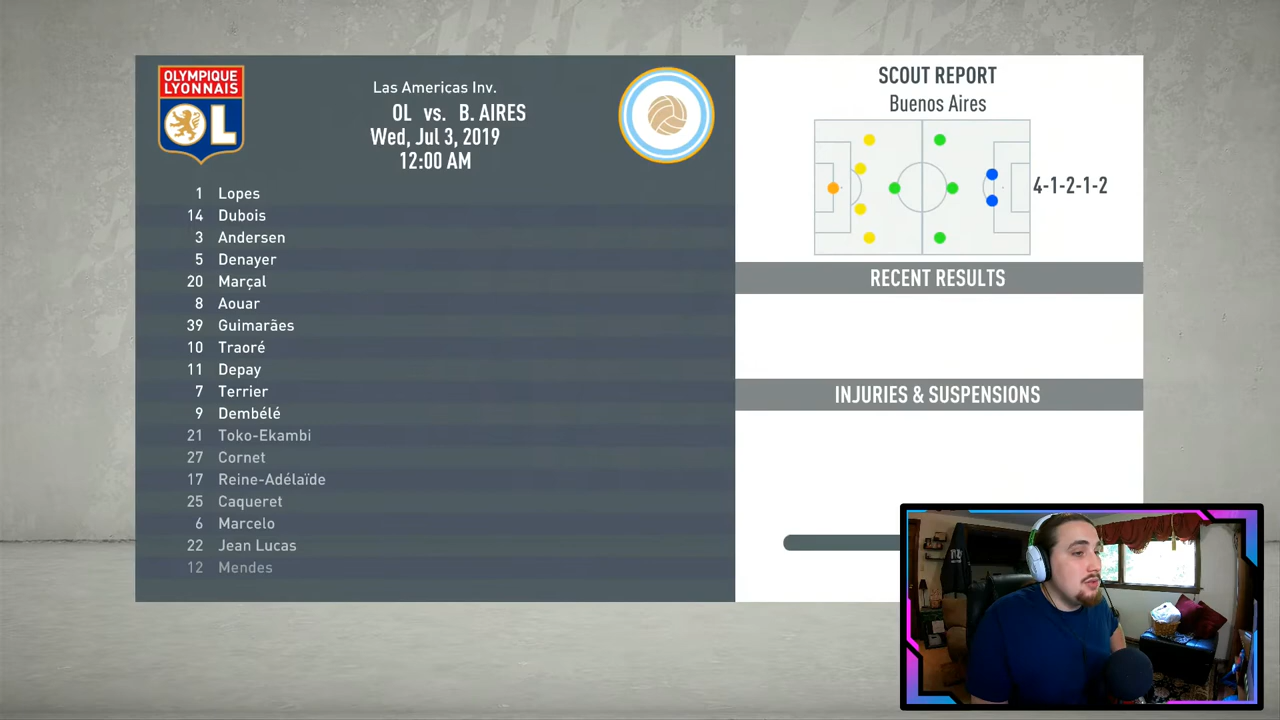 OLYMPIQUE
LYONNAIS
OL
Las Americas Inv.
OL vs. B. AIRES
Wed, Jul 3, 2019
12:00 AM
1 Lopes
14 Dubois
3 Andersen
5 Denayer
20 Marçal
8 Aouar
39 Guimarães
10 Traoré
11 Depay
7 Terrier
9 Dembélé
21 Toko-Ekambi
27 Cornet
17 Reine-Adélaïde
25 Caqueret
6 Marcelo
22 Jean Lucas
12 Mendes
SCOUT REPORT
Buenos Aires
4-1-2-1-2
RECENT RESULTS
INJURIES & SUSPENSIONS